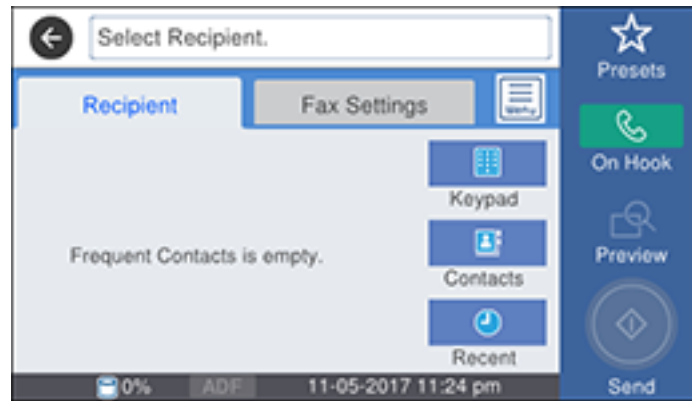 Select Recipient.
Presets
Recipient
Fax Settings
Menu
On Hook
Keypad
Frequent Contacts is empty.
Contacts
Preview
Recent
0%
ADF
11-05-2017 11:24 pm
Send